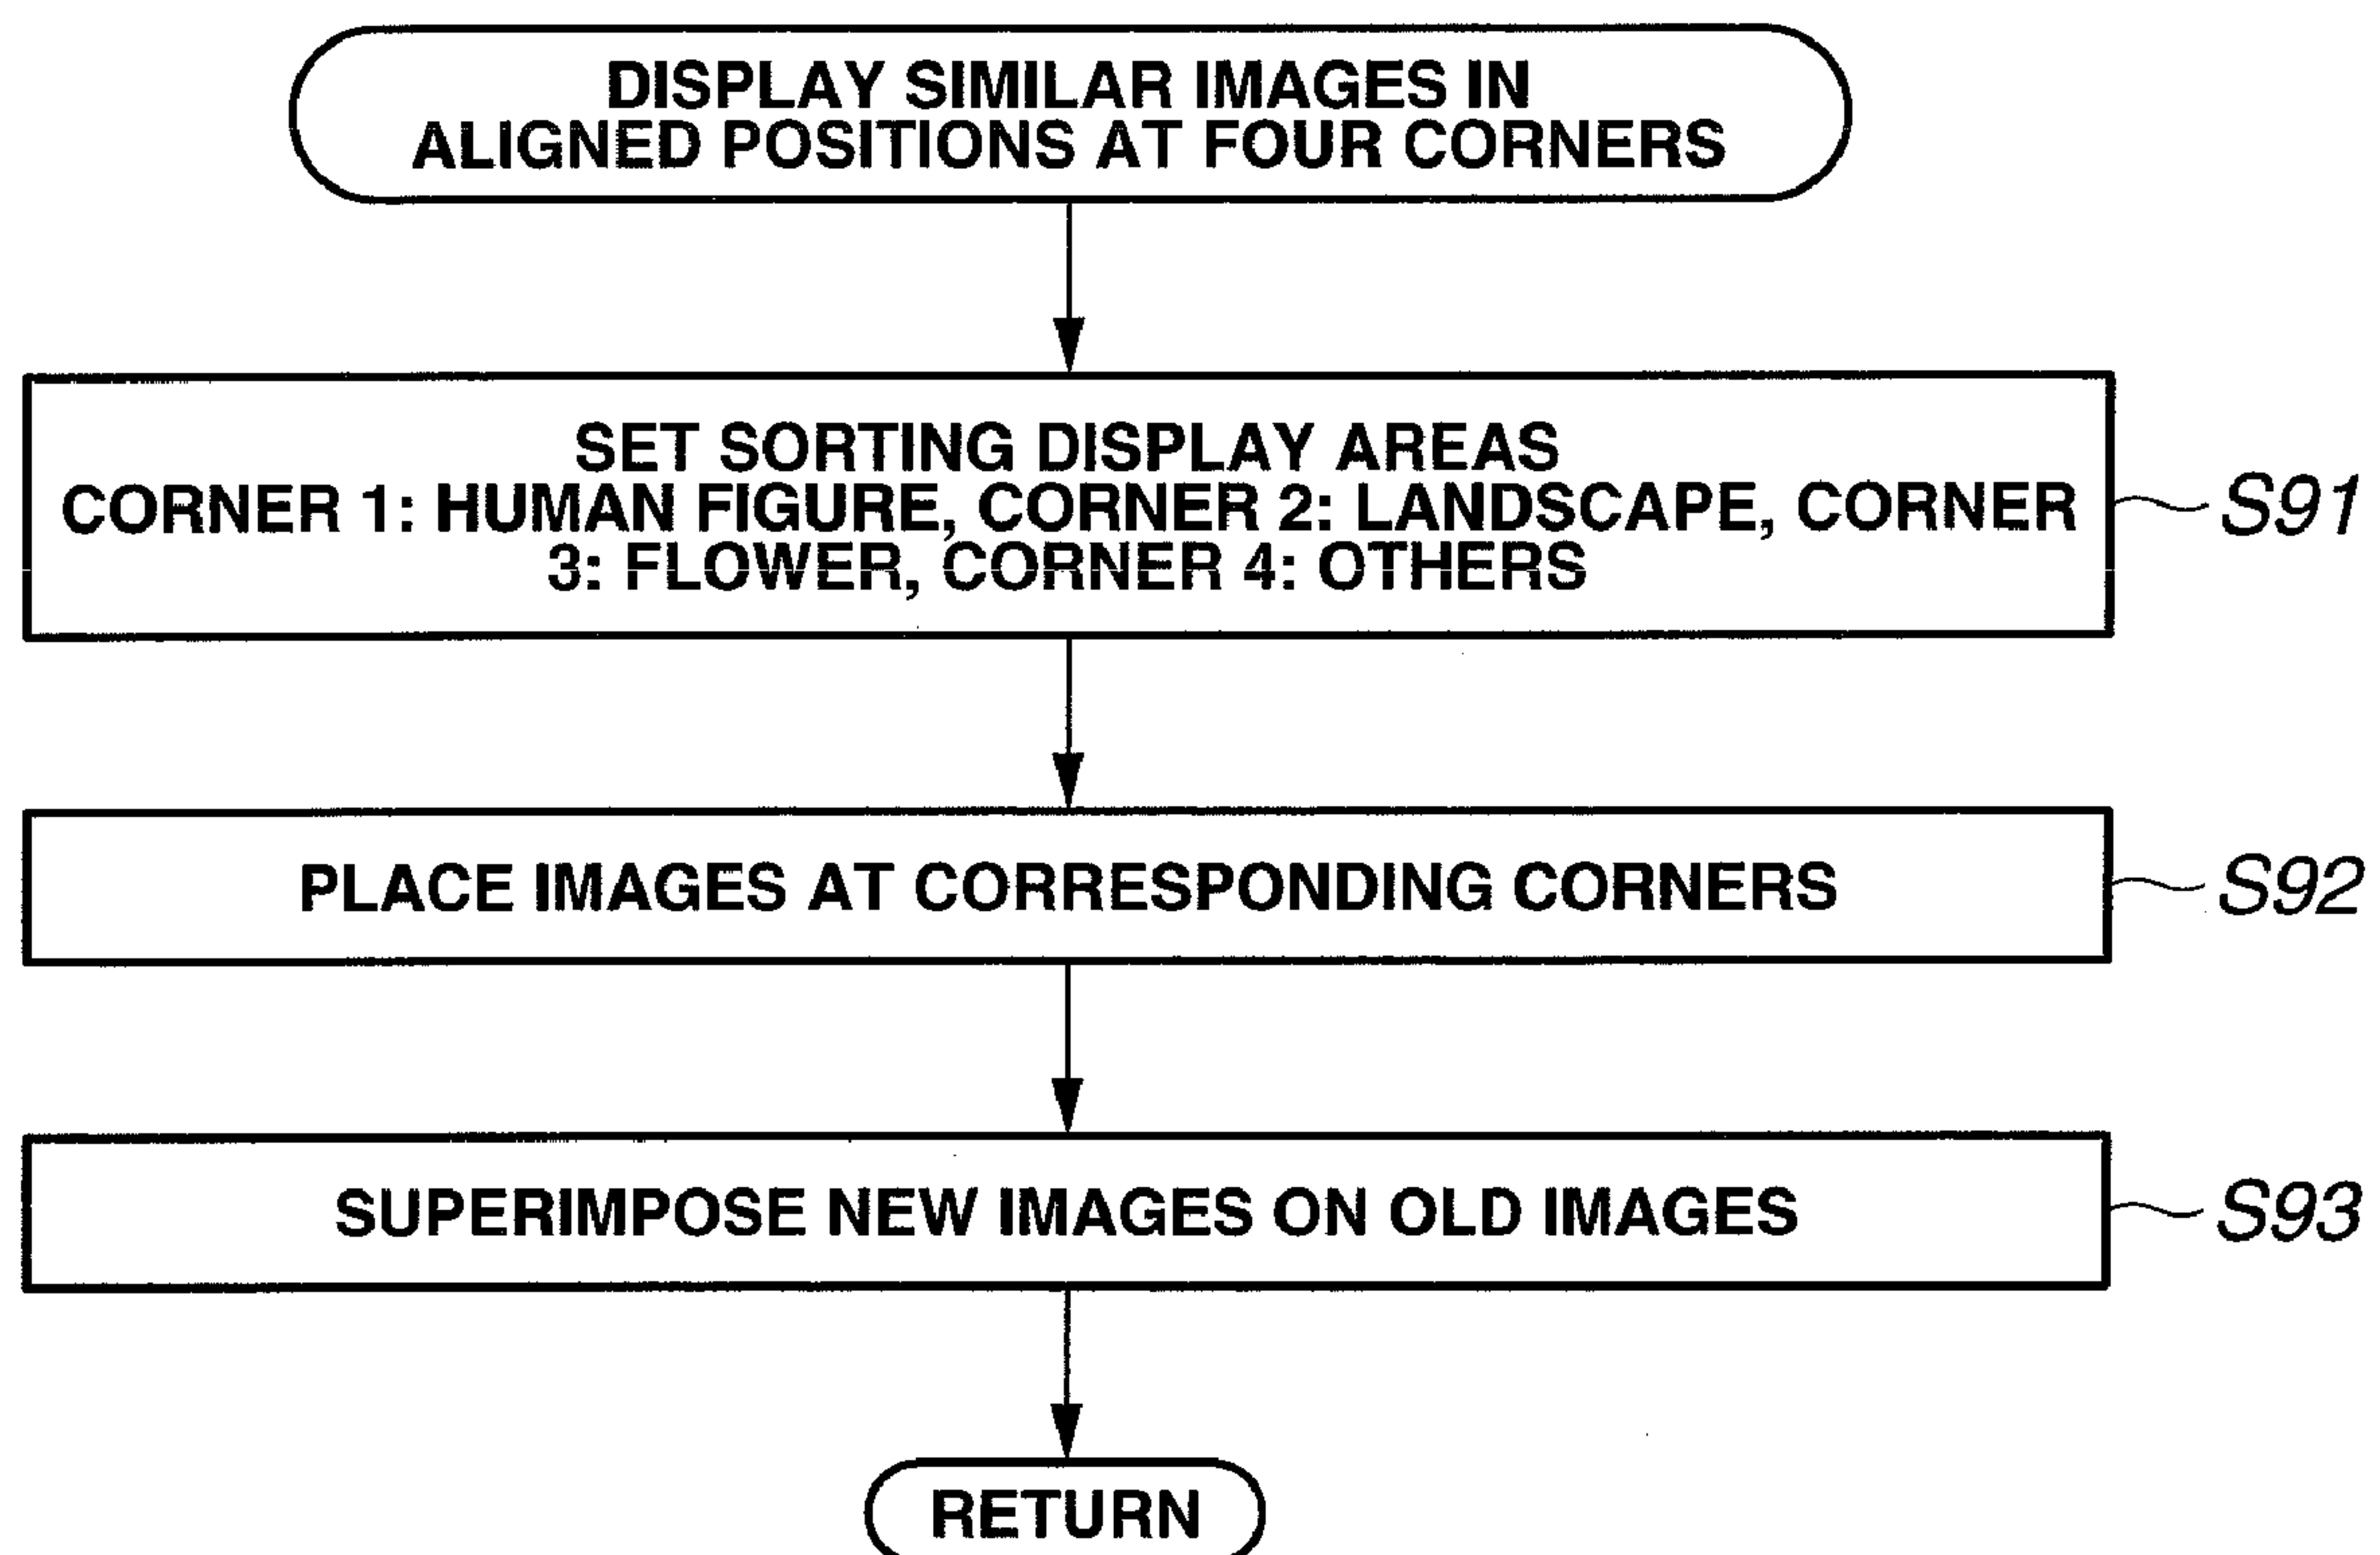 DISPLAY SIMILAR IMAGES IN
ALIGNED POSITIONS AT FOUR CORNERS
SET SORTING DISPLAY AREAS
CORNER 1: HUMAN FIGURE, CORNER 2: LANDSCAPE, CORNER
3: FLOWER, CORNER 4: OTHERS
S91
PLACE IMAGES AT CORRESPONDING CORNERS
S92
SUPERIMPOSE NEW IMAGES ON OLD IMAGES
S93
RETURN